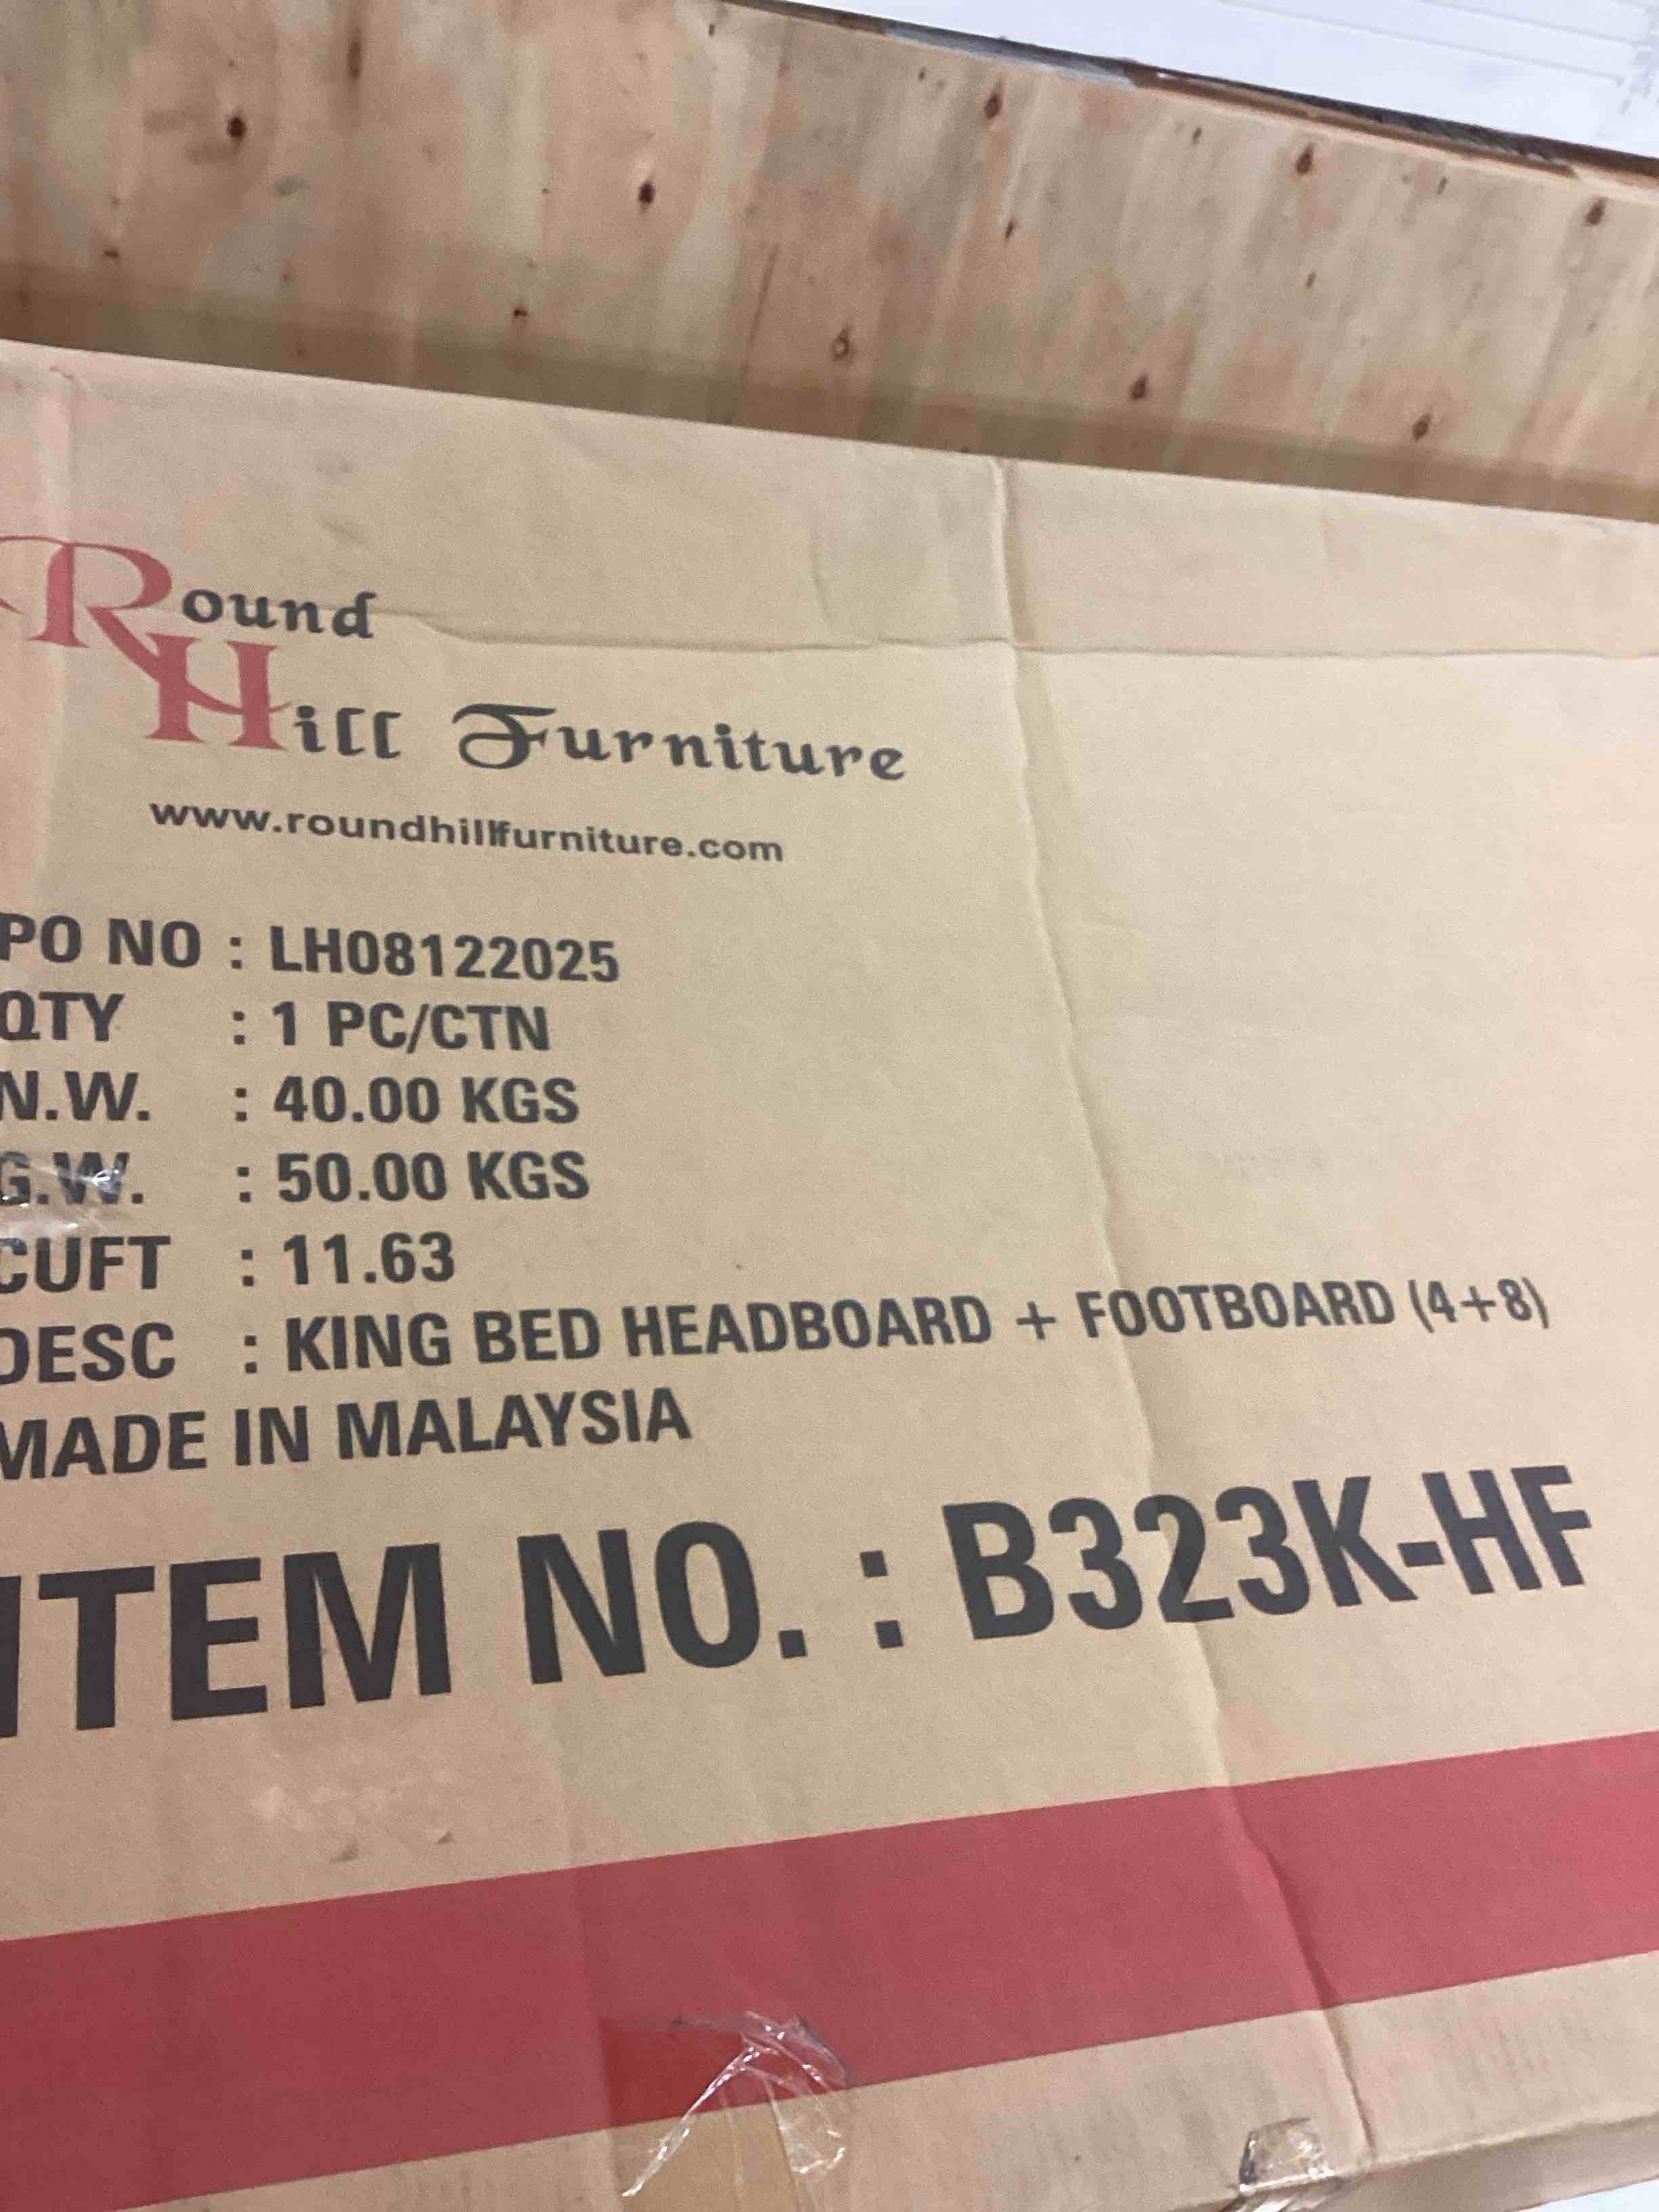 Round
Hill Furniture
www.roundhillfurniture.com
PO NO : LH08122025
QTY : 1 PC/CTN
N.W. : 40.00 KGS
G.W. : 50.00 KGS
CUFT : 11.63
DESC : KING BED HEADBOARD + FOOTBOARD (4+8)
MADE IN MALAYSIA
ITEM NO. : B323K-HF